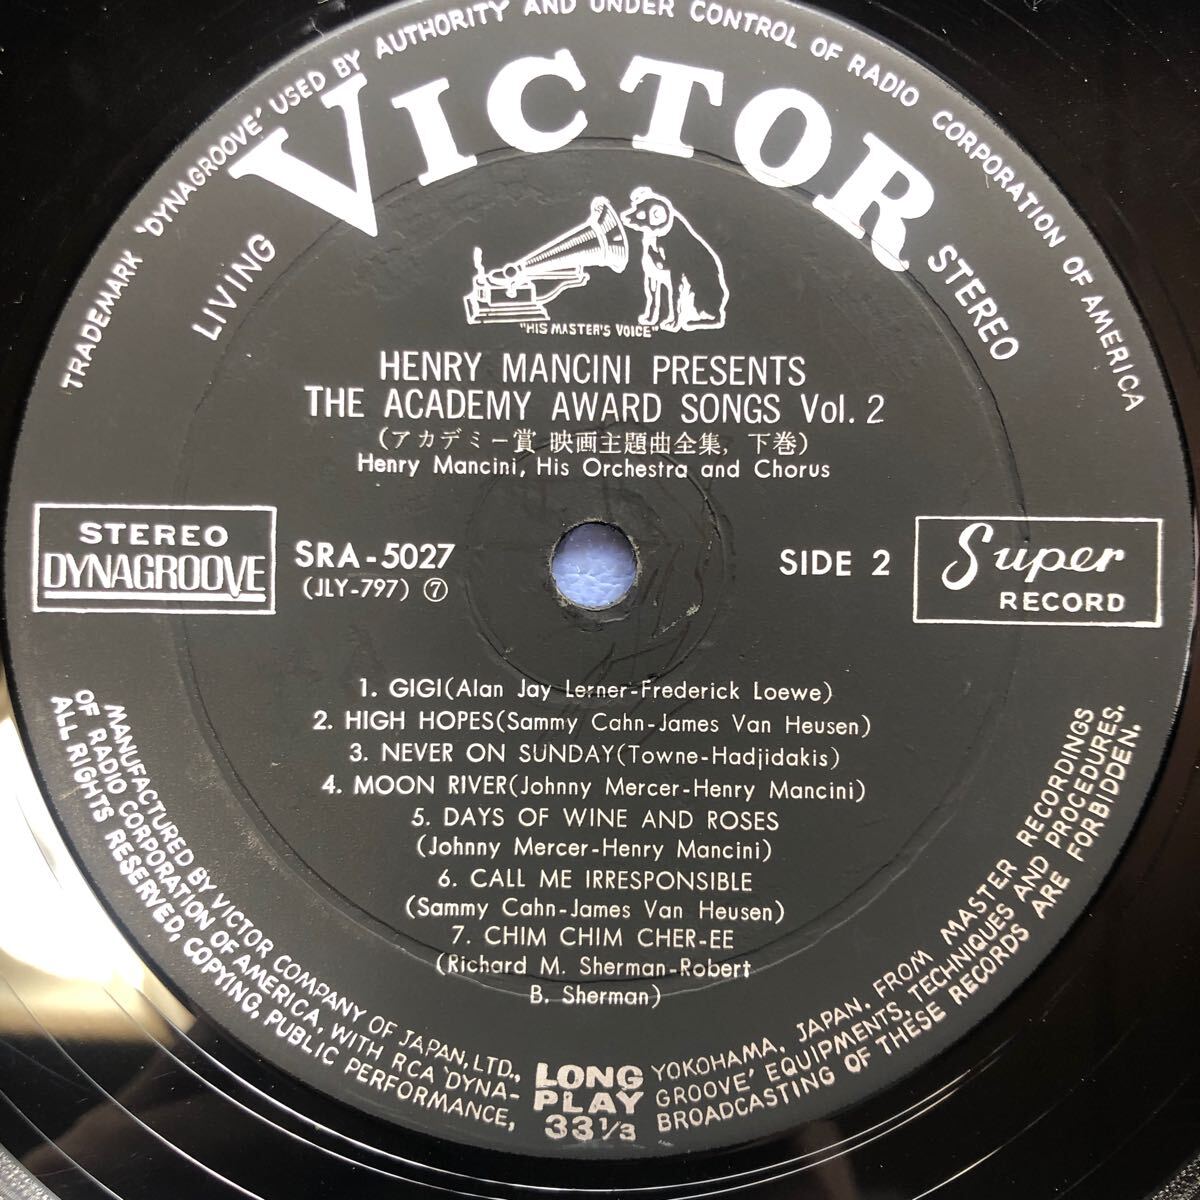 TRADEMARK 'DYNAGROOVE' USED BY AUTHORITY AND UNDER CONTROL OF RADIO CORPORATION OF AMERICA
LIVING
VICTOR
STEREO
"HIS MASTER'S VOICE"
HENRY MANCINI PRESENTS
THE ACADEMY AWARD SONGS Vol. 2
(アカデミー賞 映画主題曲全集, 下巻)
Henry Mancini, His Orchestra and Chorus
STEREO
DYNAGROOVE
SRA-5027
(JLY-797) ⑦
SIDE 2
Super
RECORD
1. GIGI(Alan Jay Lerner-Frederick Loewe)
2. HIGH HOPES(Sammy Cahn-James Van Heusen)
3. NEVER ON SUNDAY(Towne-Hadjidakis)
4. MOON RIVER(Johnny Mercer-Henry Mancini)
5. DAYS OF WINE AND ROSES
(Johnny Mercer-Henry Mancini)
6. CALL ME IRRESPONSIBLE
(Sammy Cahn-James Van Heusen)
7. CHIM CHIM CHER-EE
(Richard M. Sherman-Robert
B. Sherman)
LONG
PLAY
33 1/3
MANUFACTURED BY VICTOR COMPANY OF JAPAN, LTD., YOKOHAMA, JAPAN, FROM MASTER RECORDINGS
OF RADIO CORPORATION OF AMERICA, WITH RCA 'DYNA-GROOVE' EQUIPMENTS, TECHNIQUES AND PROCEDURES.
ALL RIGHTS RESERVED, COPYING, PUBLIC PERFORMANCE, BROADCASTING OF THESE RECORDS ARE FORBIDDEN.